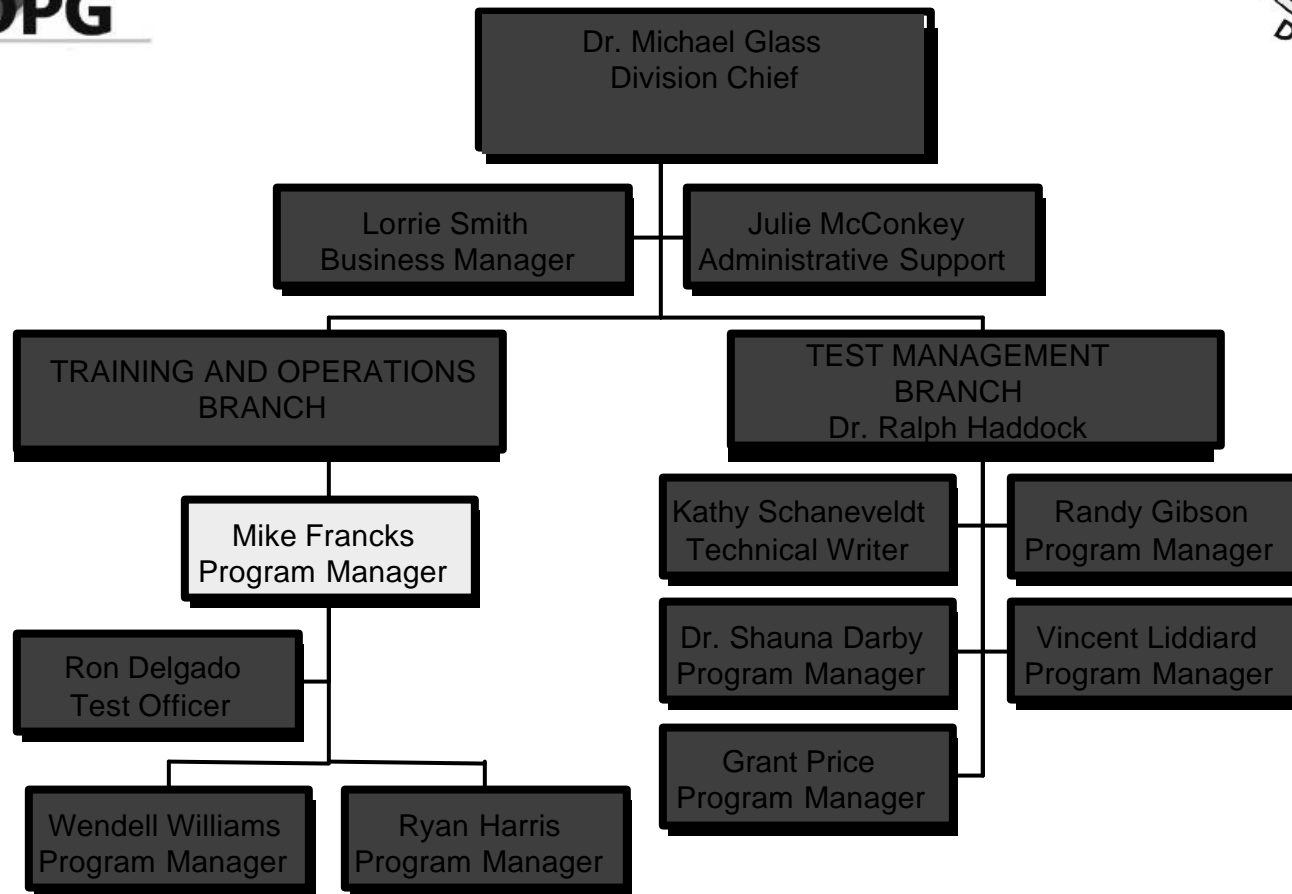 Dr. Michael Glass
Division Chief
Lorrie Smith
Business Manager
Julie McConkey
Administrative Support
TRAINING AND OPERATIONS
BRANCH
TEST MANAGEMENT
BRANCH
Dr. Ralph Haddock
Mike Francks
Program Manager
Kathy Schaneveldt
Technical Writer
Randy Gibson
Program Manager
Ron Delgado
Test Officer
Dr. Shauna Darby
Program Manager
Vincent Liddiard
Program Manager
Grant Price
Program Manager
Wendell Williams
Program Manager
Ryan Harris
Program Manager